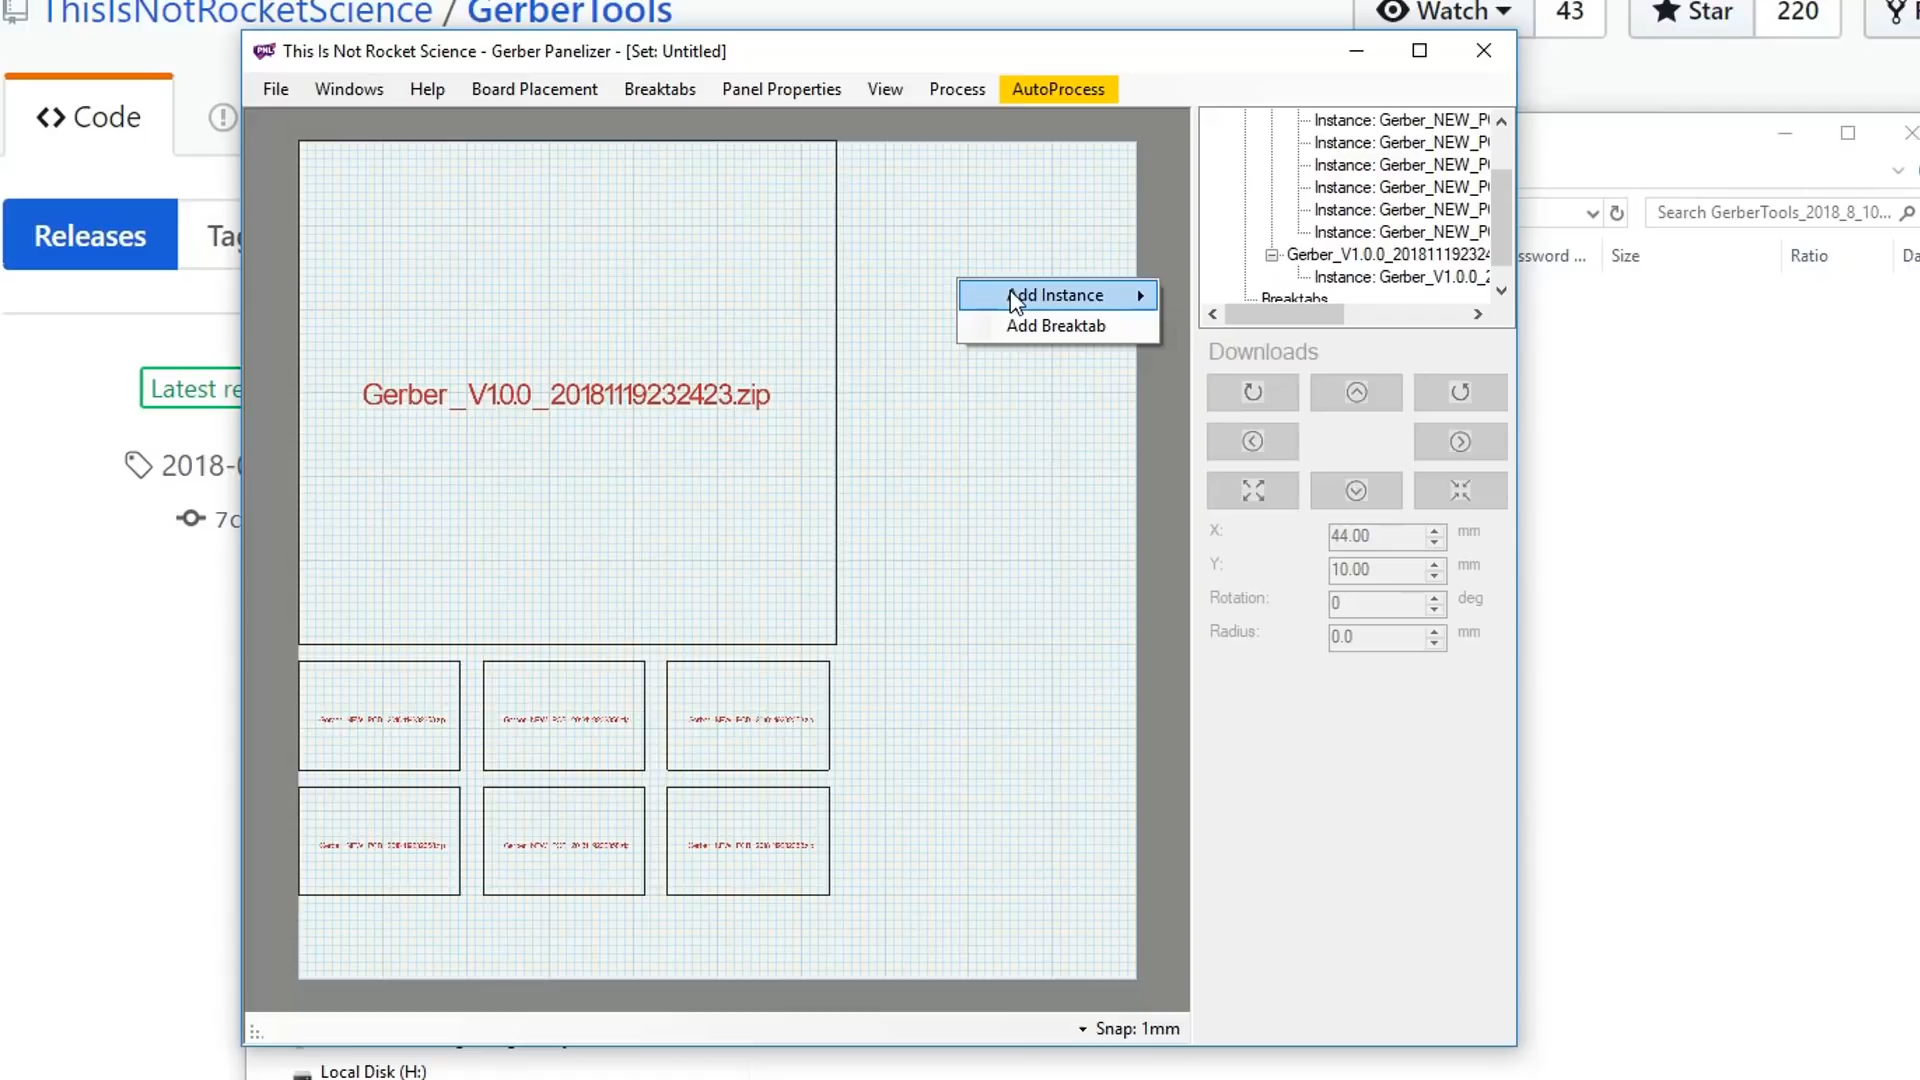 ThisIsNotRocketScience / GerberTools
Watch
43
Star
220
This Is Not Rocket Science - Gerber Panelizer - [Set: Untitled]
File
Windows
Help
Board Placement
Breaktabs
Panel Properties
View
Process
AutoProcess
Code
Releases
Latest re
2018-0
7c
Add Instance
Add Breaktab
Gerber_V1.0.0_20181119232423.zip
Instance: Gerber_NEW_P
Instance: Gerber_NEW_P
Instance: Gerber_NEW_P
Instance: Gerber_NEW_P
Instance: Gerber_NEW_P
Instance: Gerber_NEW_P
Gerber_V1.0.0_201811192324
Instance: Gerber_V1.0.0_2
Breaktabs
Search GerberTools_2018_8_10...
ssword ...
Size
Ratio
Da
Downloads
X:
44.00
mm
Y:
10.00
mm
Rotation:
0
deg
Radius:
0.0
mm
Snap: 1mm
Local Disk (H:)